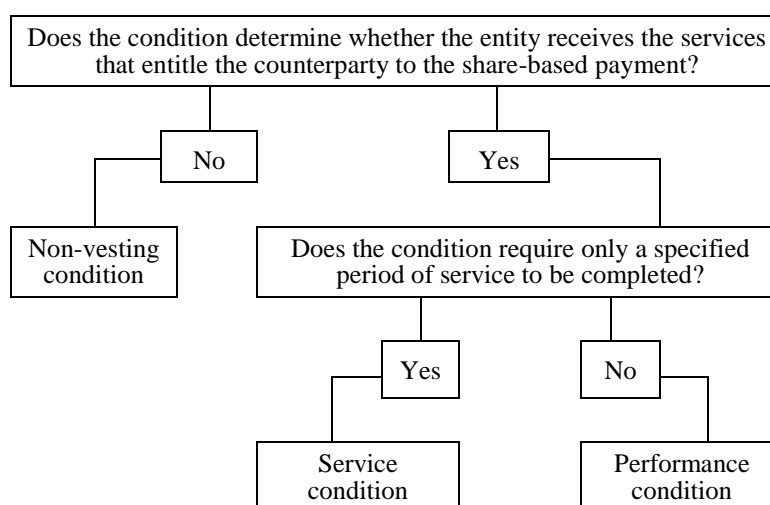 Does the condition determine whether the entity receives the services
that entitle the counterparty to the share-based payment?
No
Yes
Non-vesting
condition
Does the condition require only a specified
period of service to be completed?
Yes
No
Service
condition
Performance
condition